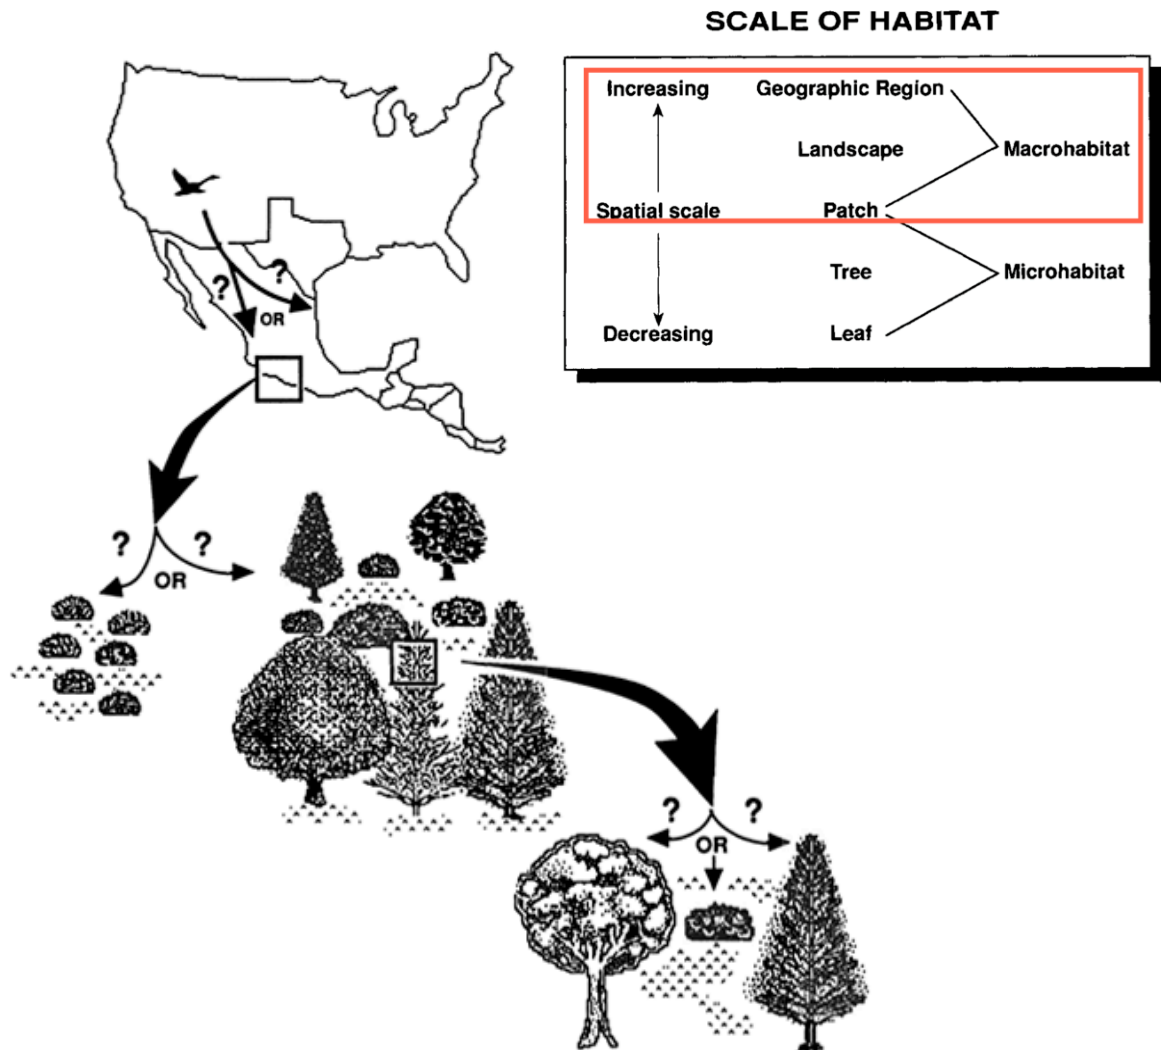 SCALE OF HABITAT
Increasing Geographic Region
Landscape Macrohabitat
Spatial scale Patch
Tree Microhabitat
Decreasing Leaf
?
?
OR
? ?
OR
? ?
OR